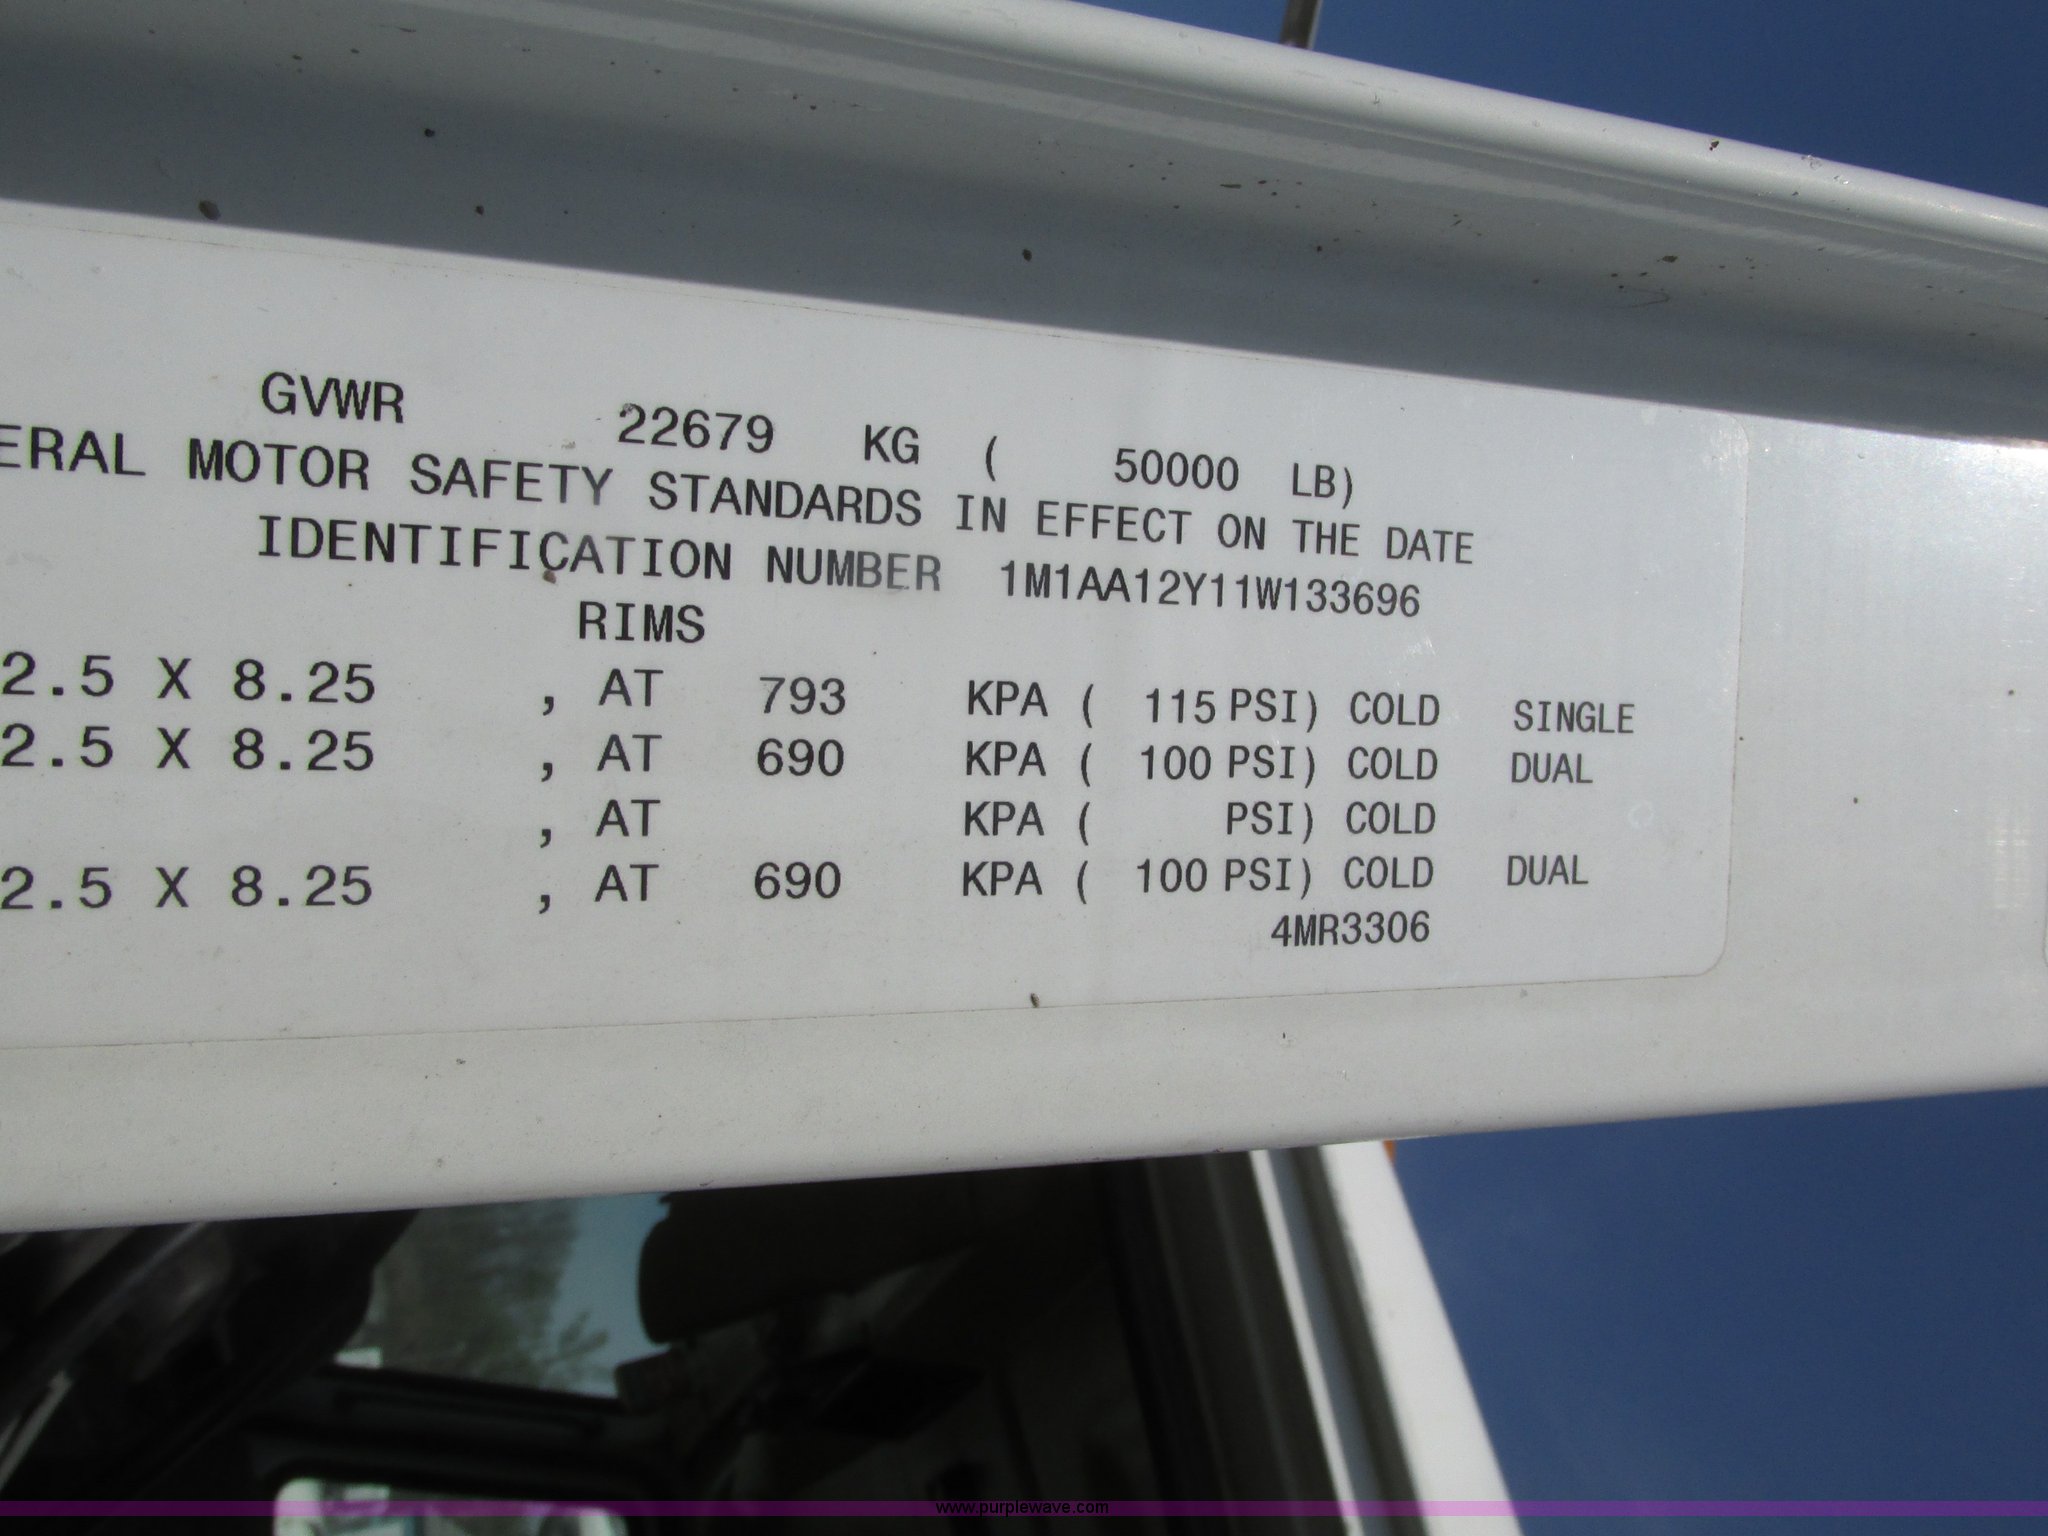 GVWR 22679 KG ( 50000 LB)
ERAL MOTOR SAFETY STANDARDS IN EFFECT ON THE DATE
IDENTIFICATION NUMBER 1M1AA12Y11W133696
RIMS
2.5 X 8.25 , AT 793 KPA ( 115 PSI) COLD SINGLE
2.5 X 8.25 , AT 690 KPA ( 100 PSI) COLD DUAL
, AT KPA ( PSI) COLD
2.5 X 8.25 , AT 690 KPA ( 100 PSI) COLD DUAL
4MR3306
www.purplewave.com